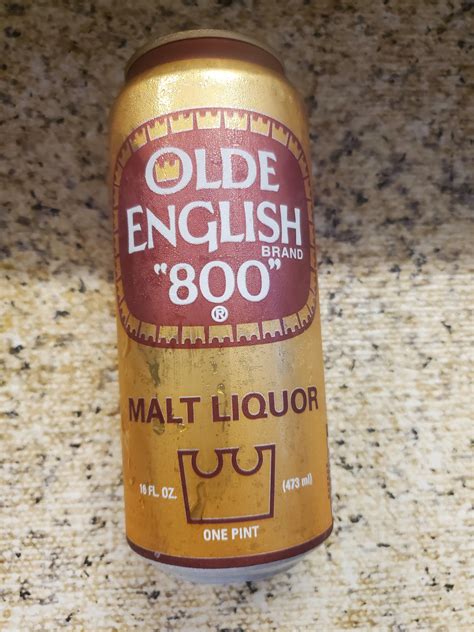 OLDE
ENGLISH
BRAND
"800"
®
MALT LIQUOR
16 FL. OZ. (473 ml)
ONE PINT